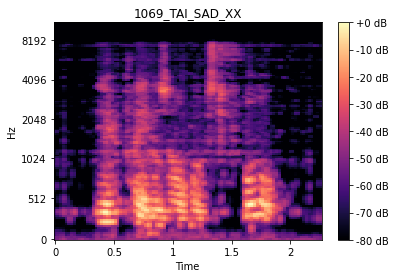 1069_TAI_SAD_XX
Hz
8192
4096
2048
1024
512
0
0
0.5
1
1.5
2
Time
+0 dB
-10 dB
-20 dB
-30 dB
-40 dB
-50 dB
-60 dB
-70 dB
-80 dB